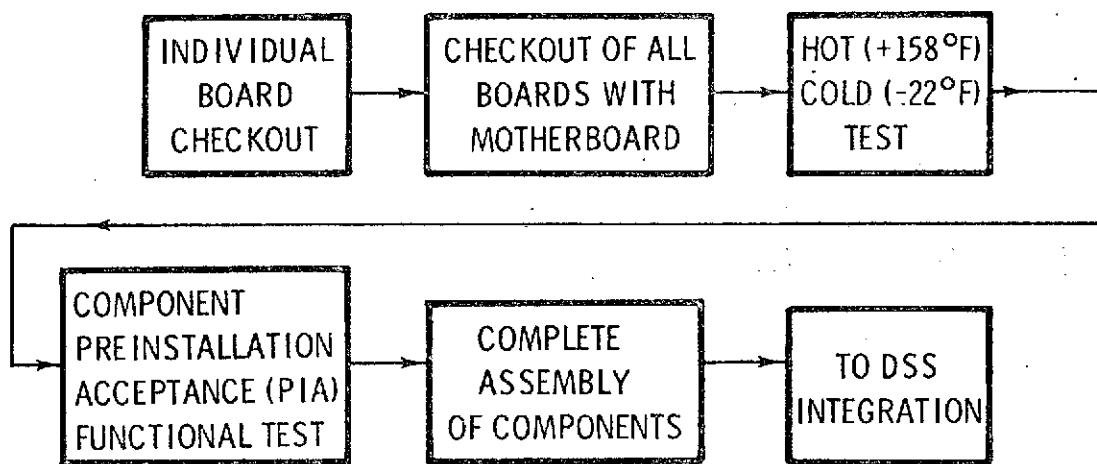 INDIVIDUAL
BOARD
CHECKOUT
CHECKOUT OF ALL
BOARDS WITH
MOTHERBOARD
HOT (+158°F)
COLD (-22°F)
TEST
COMPONENT
PREINSTALLATION
ACCEPTANCE (PIA)
FUNCTIONAL TEST
COMPLETE
ASSEMBLY
OF COMPONENTS
TO DSS
INTEGRATION